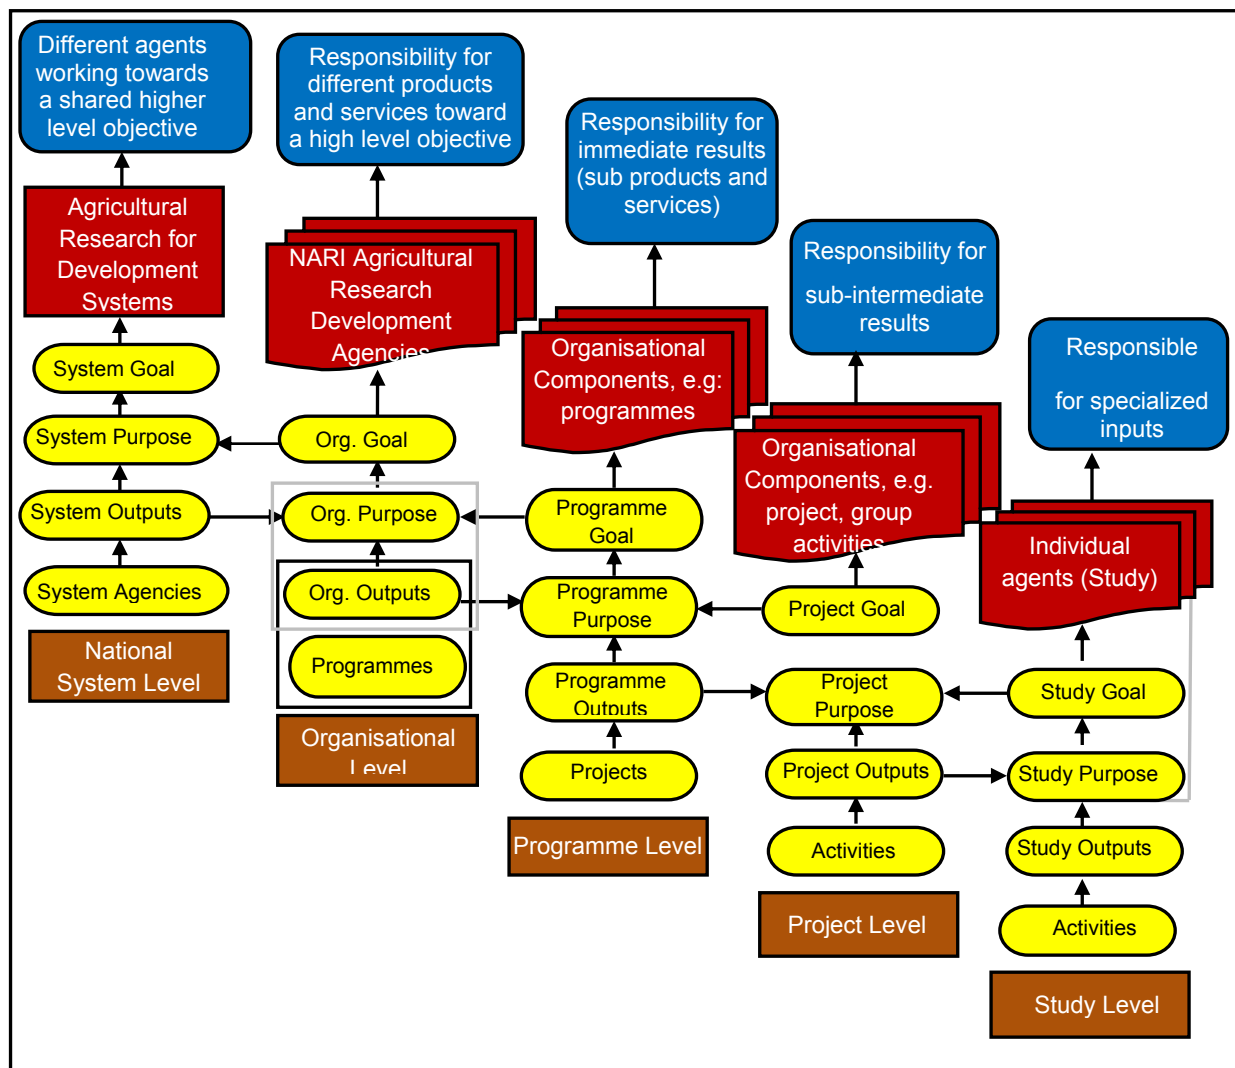 Different agents
working towards
a shared higher
level objective
Agricultural
Research for
Development
Systems
System Goal
System Purpose
System Outputs
System Agencies
National
System Level
Responsibility for
different products
and services toward
a high level objective
NARI Agricultural
Research
Development
Agencies
Org. Goal
Org. Purpose
Org. Outputs
Programmes
Organisational
Level
Responsibility for
immediate results
(sub products and
services)
Organisational
Components, e.g:
programmes
Programme
Goal
Programme
Purpose
Programme
Outputs
Projects
Programme Level
Responsibility for
sub-intermediate
results
Organisational
Components, e.g.
project, group
activities
Project Goal
Project
Purpose
Project Outputs
Activities
Project Level
Responsible
for specialized
inputs
Individual
agents (Study)
Study Goal
Study Purpose
Study Outputs
Activities
Study Level